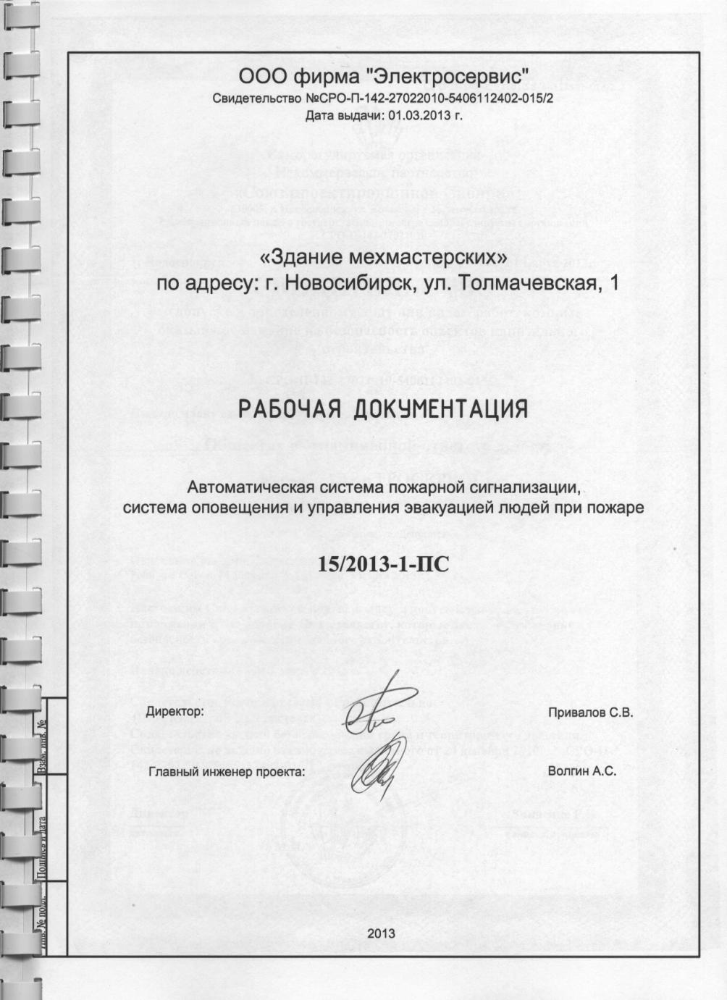 ООО фирма "Электросервис"
Свидетельство №СРО-П-142-27022010-5406112402-015/2
Дата выдачи: 01.03.2013 г.
«Здание мехмастерских»
по адресу: г. Новосибирск, ул. Толмачевская, 1
РАБОЧАЯ ДОКУМЕНТАЦИЯ
Автоматическая система пожарной сигнализации,
система оповещения и управления эвакуацией людей при пожаре
15/2013-1-ПС
Директор:
Привалов С.В.
Главный инженер проекта:
Волгин А.С.
Взам. инв. №
Подпись и дата
Инв. № подл.
2013